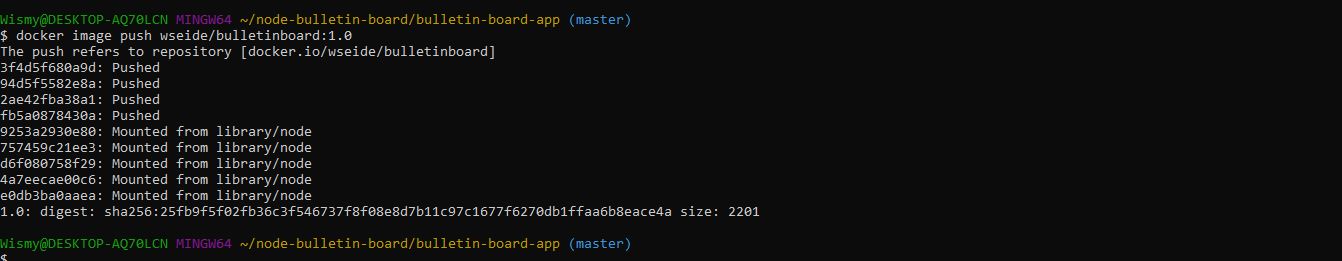 Wismy@DESKTOP-AQ70LCN MINGW64 ~/node-bulletin-board/bulletin-board-app (master)
$ docker image push wseide/bulletinboard:1.0
The push refers to repository [docker.io/wseide/bulletinboard]
3f4d5f680a9d: Pushed
94d5f5582e8a: Pushed
2ae42fba38a1: Pushed
fb5a0878430a: Pushed
9253a2930e80: Mounted from library/node
757459c21ee3: Mounted from library/node
d6f080758f29: Mounted from library/node
4a7eecae00c6: Mounted from library/node
e0db3ba0aaea: Mounted from library/node
1.0: digest: sha256:25fb9f5f02fb36c3f546737f8f08e8d7b11c97c1677f6270db1ffaa6b8eace4a size: 2201
Wismy@DESKTOP-AQ70LCN MINGW64 ~/node-bulletin-board/bulletin-board-app (master)
$